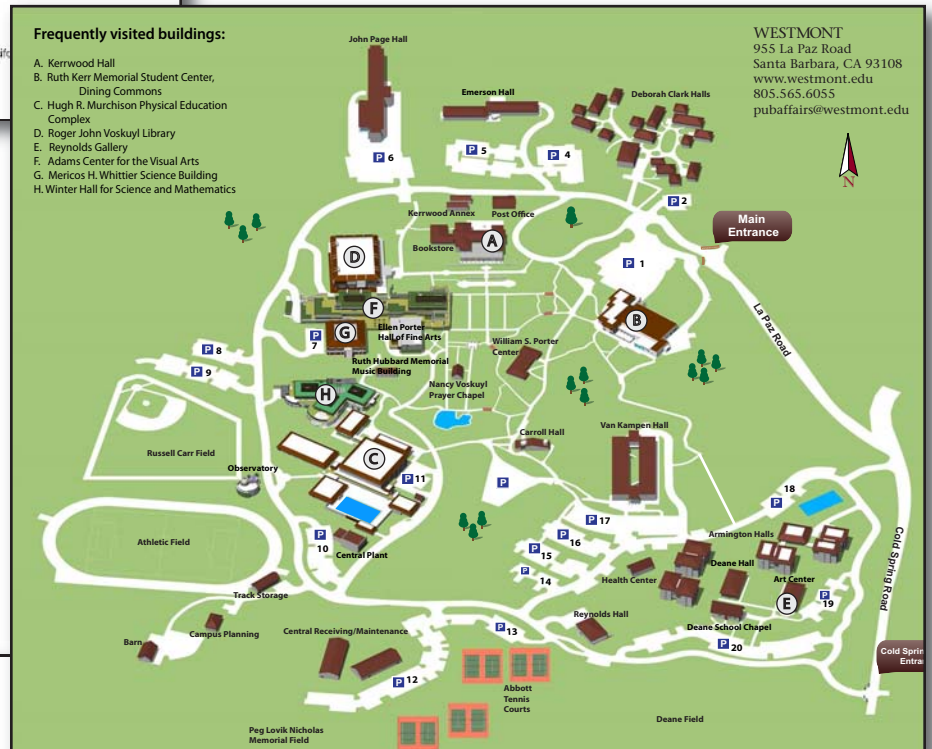 Frequently visited buildings:
A. Kerrwood Hall
B. Ruth Kerr Memorial Student Center,
Dining Commons
C. Hugh R. Murchison Physical Education
Complex
D. Roger John Voskuyl Library
E. Reynolds Gallery
F. Adams Center for the Visual Arts
G. Mericos H. Whittier Science Building
H. Winter Hall for Science and Mathematics
WESTMONT
955 La Paz Road
Santa Barbara, CA 93108
www.westmont.edu
805.565.6055
pubaffairs@westmont.edu
N
John Page Hall
Emerson Hall
Deborah Clark Halls
P 6
P 5
P 4
P 2
Kerrwood Annex
Post Office
Main
Entrance
Bookstore
A
D
P 1
F
B
G
Ellen Porter
Hall of Fine Arts
P
7
La Paz Road
William S. Porter
Center
P 8
P 9
Ruth Hubbard Memorial
Music Building
Nancy Voskuyl
Prayer Chapel
H
Carroll Hall
Van Kampen Hall
Russell Carr Field
C
Observatory
P 11
P
18
P
P 17
P 16
P 15
P 14
Athletic Field
P
10
Central Plant
Armington Halls
Cold Spring Road
Deane Hall
Health Center
Art Center
E
P
19
Track Storage
Reynolds Hall
Deane School Chapel
Campus Planning
Central Receiving/Maintenance
P 13
P 20
Barn
P 12
Abbott
Tennis
Courts
Deane Field
Peg Lovik Nicholas
Memorial Field